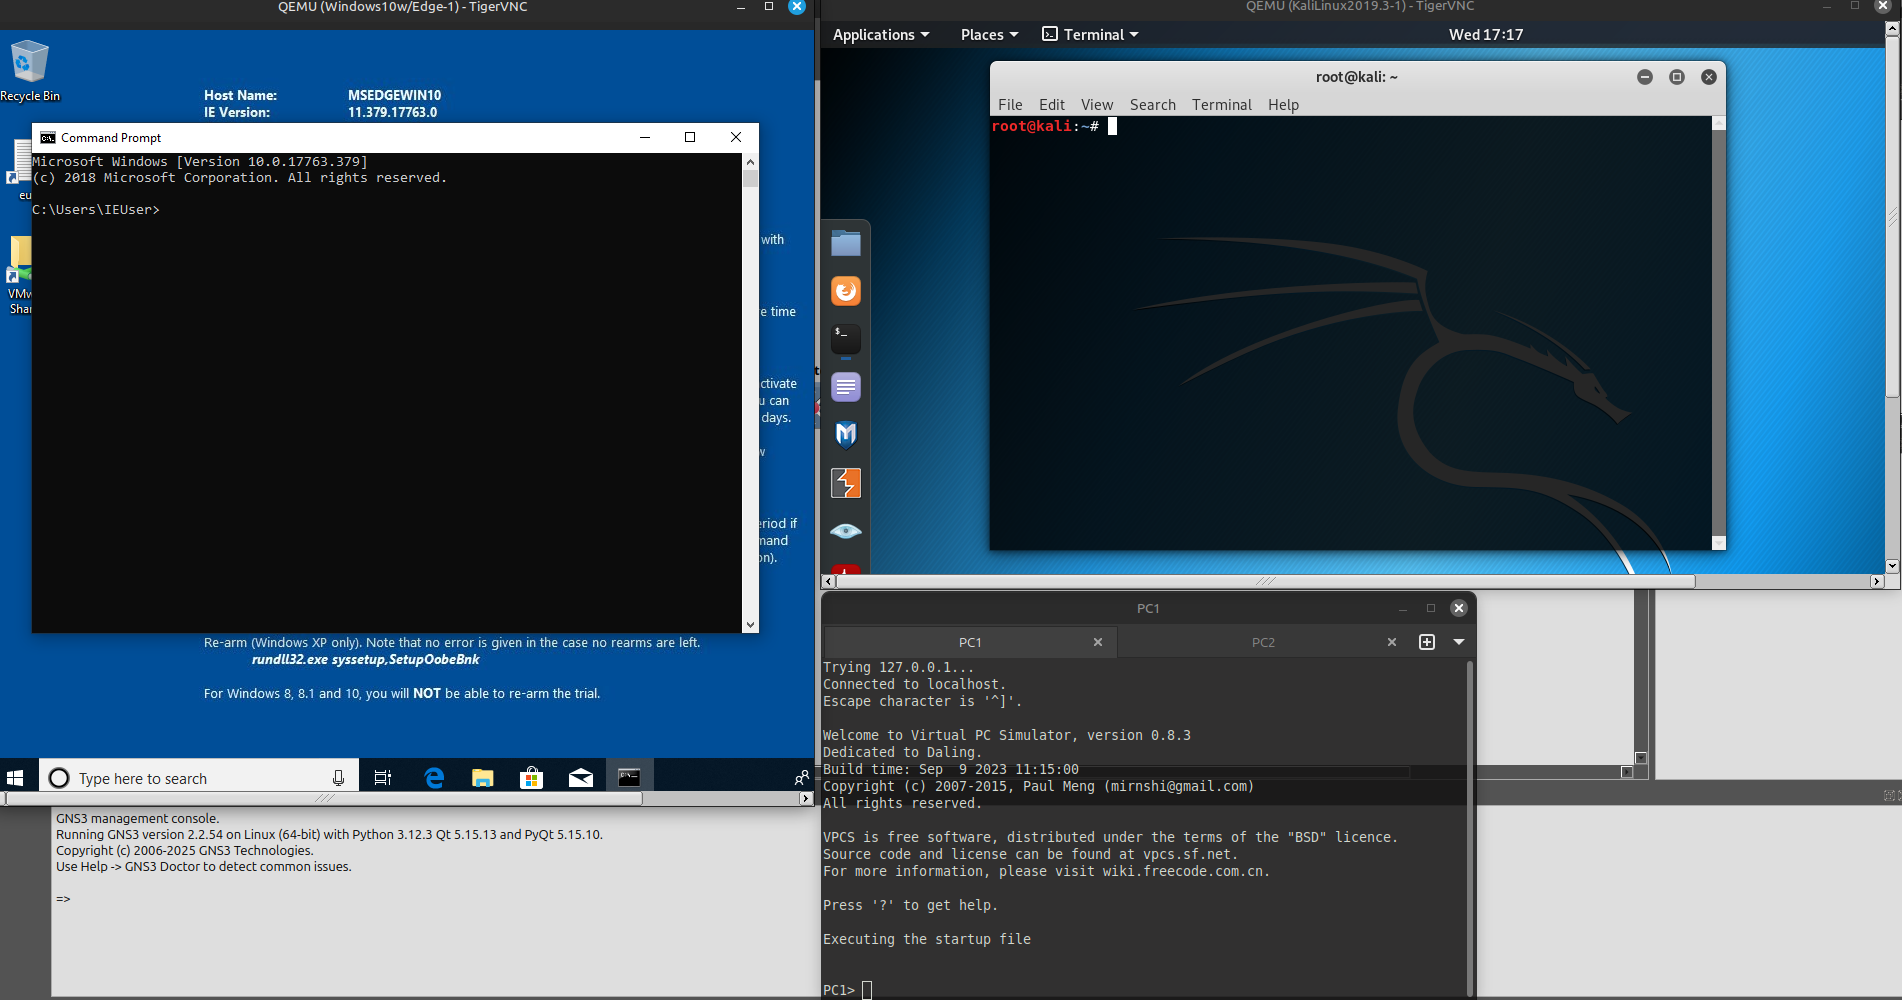 QEMU (Windows10w/Edge-1) - TigerVNC
Recycle Bin
Host Name: MSEDGEWIN10
IE Version: 11.379.17763.0
Command Prompt
Microsoft Windows [Version 10.0.17763.379]
(c) 2018 Microsoft Corporation. All rights reserved.
C:\Users\IEUser>
eu
VMw
Shar
with
e time
ctivate
u can
days.
w
eriod if
mand
on).
Re-arm (Windows XP only). Note that no error is given in the case no rearms are left.
rundll32.exe syssetup,SetupOobeBnk
For Windows 8, 8.1 and 10, you will NOT be able to re-arm the trial.
Type here to search
GNS3 management console.
Running GNS3 version 2.2.54 on Linux (64-bit) with Python 3.12.3 Qt 5.15.13 and PyQt 5.15.10.
Copyright (c) 2006-2025 GNS3 Technologies.
Use Help -> GNS3 Doctor to detect common issues.
=>
QEMU (KaliLinux2019.3-1) - TigerVNC
Applications Places Terminal Wed 17:17
root@kali: ~
File Edit View Search Terminal Help
root@kali:~#
PC1
PC1 PC2
Trying 127.0.0.1...
Connected to localhost.
Escape character is '^]'.
Welcome to Virtual PC Simulator, version 0.8.3
Dedicated to Daling.
Build time: Sep  9 2023 11:15:00
Copyright (c) 2007-2015, Paul Meng (mirnshi@gmail.com)
All rights reserved.
VPCS is free software, distributed under the terms of the "BSD" licence.
Source code and license can be found at vpcs.sf.net.
For more information, please visit wiki.freecode.com.cn.
Press '?' to get help.
Executing the startup file
PC1>